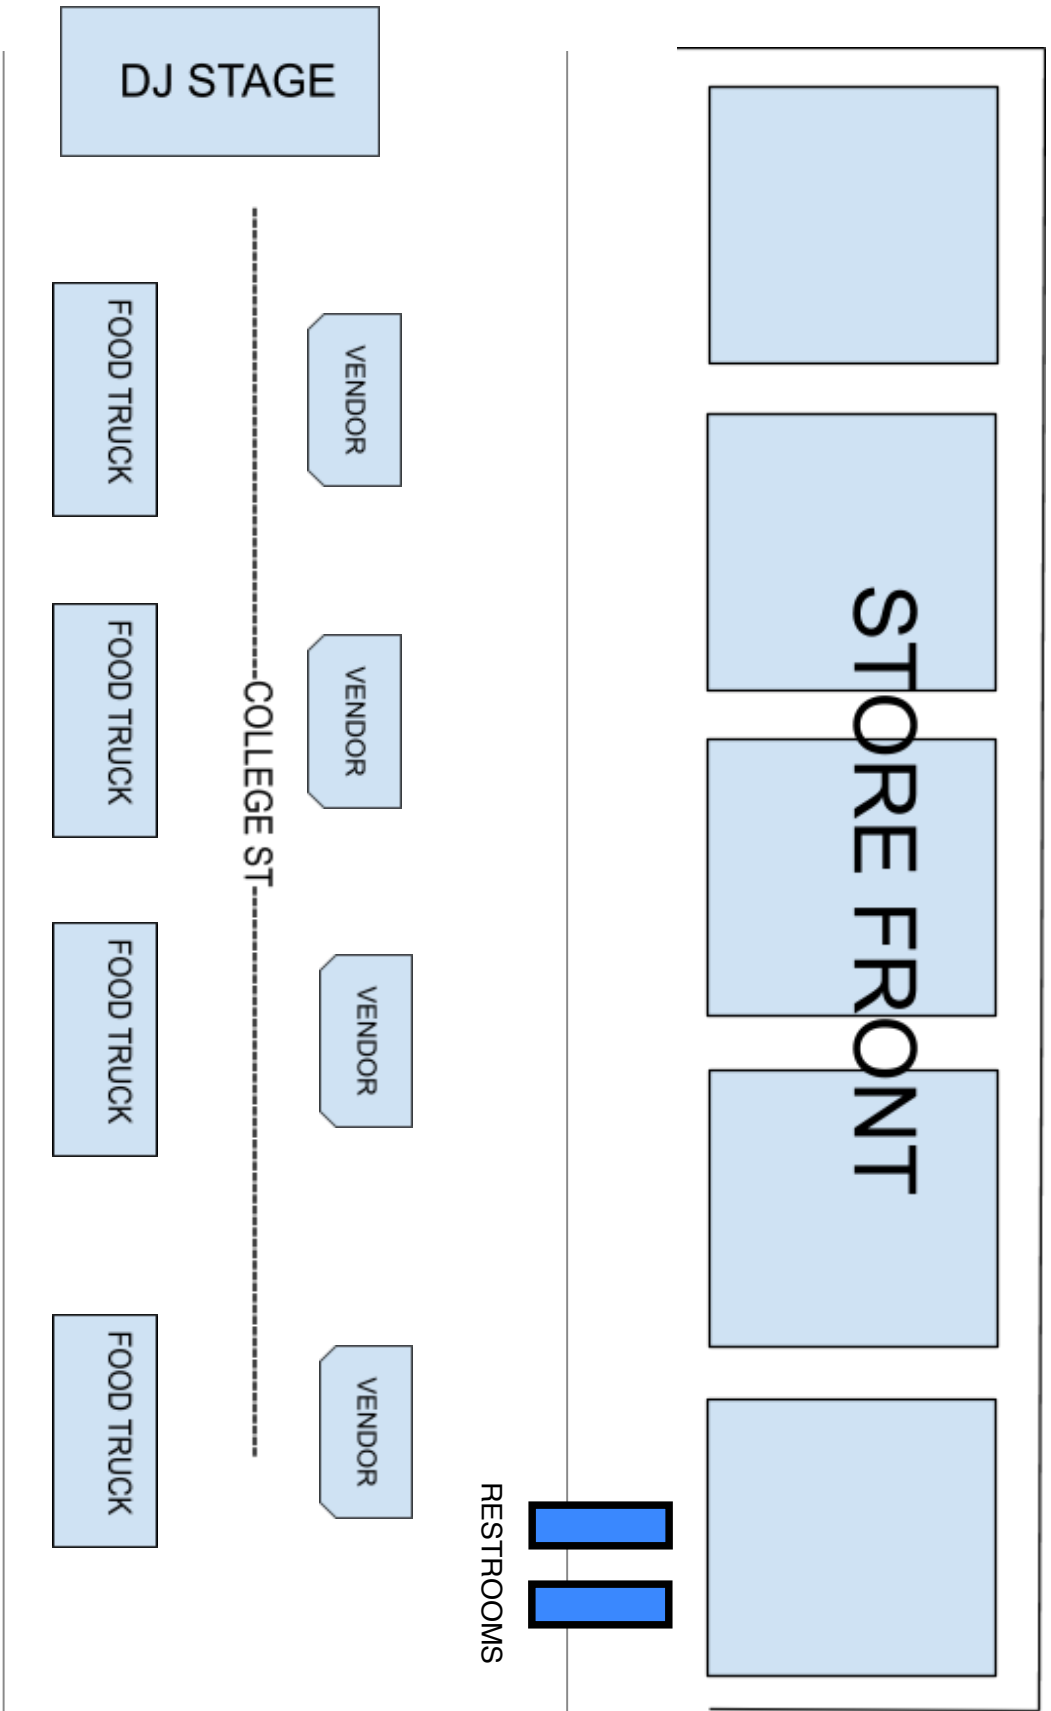 DJ STAGE
FOOD TRUCK
VENDOR
FOOD TRUCK
VENDOR
COLLEGE ST
STORE FRONT
FOOD TRUCK
VENDOR
FOOD TRUCK
VENDOR
RESTROOMS